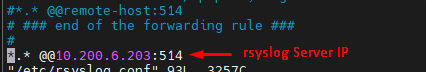 #*.* @@remote-host:514
# ### end of the forwarding rule ###
#
*.* @@10.200.6.203:514 rsyslog Server IP
"/etc/rsyslog.conf" 93L, 3257C